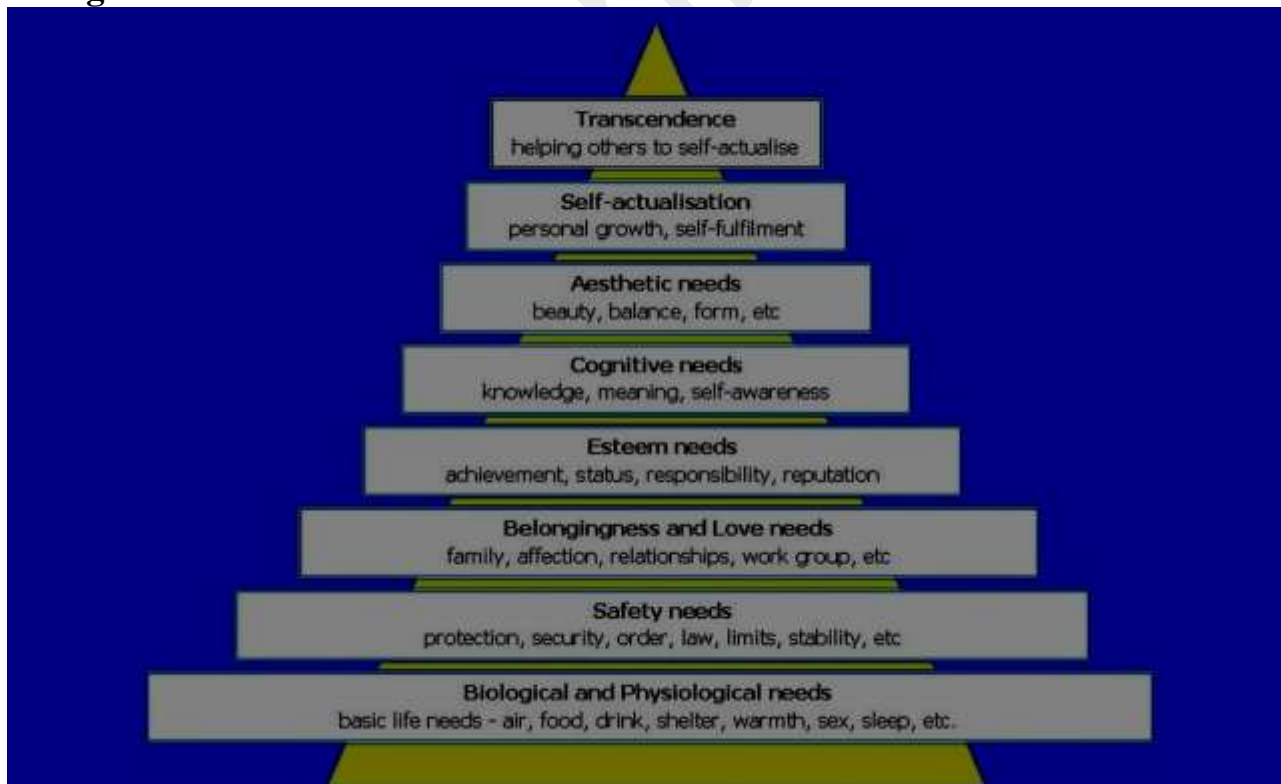 Transcendence
helping others to self-actualise
Self-actualisation
personal growth, self-fulfilment
Aesthetic needs
beauty, balance, form, etc
Cognitive needs
knowledge, meaning, self-awareness
Esteem needs
achievement, status, responsibility, reputation
Belongingness and Love needs
family, affection, relationships, work group, etc
Safety needs
protection, security, order, law, limits, stability, etc
Biological and Physiological needs
basic life needs - air, food, drink, shelter, warmth, sex, sleep, etc.